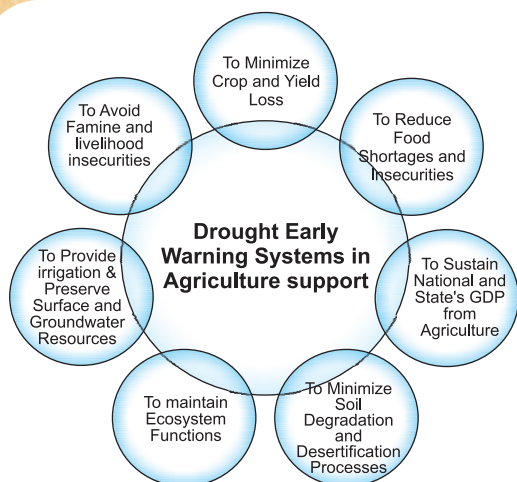 To Minimize
Crop and Yield
Loss
To Reduce
Food
Shortages and
Insecurities
To Sustain
National and
State's GDP
from
Agriculture
To Minimize
Soil
Degradation
and
Desertification
Processes
To maintain
Ecosystem
Functions
To Provide
irrigation &
Preserve
Surface and
Groundwater
Resources
To Avoid
Famine and
livelihood
insecurities
Drought Early
Warning Systems in
Agriculture support